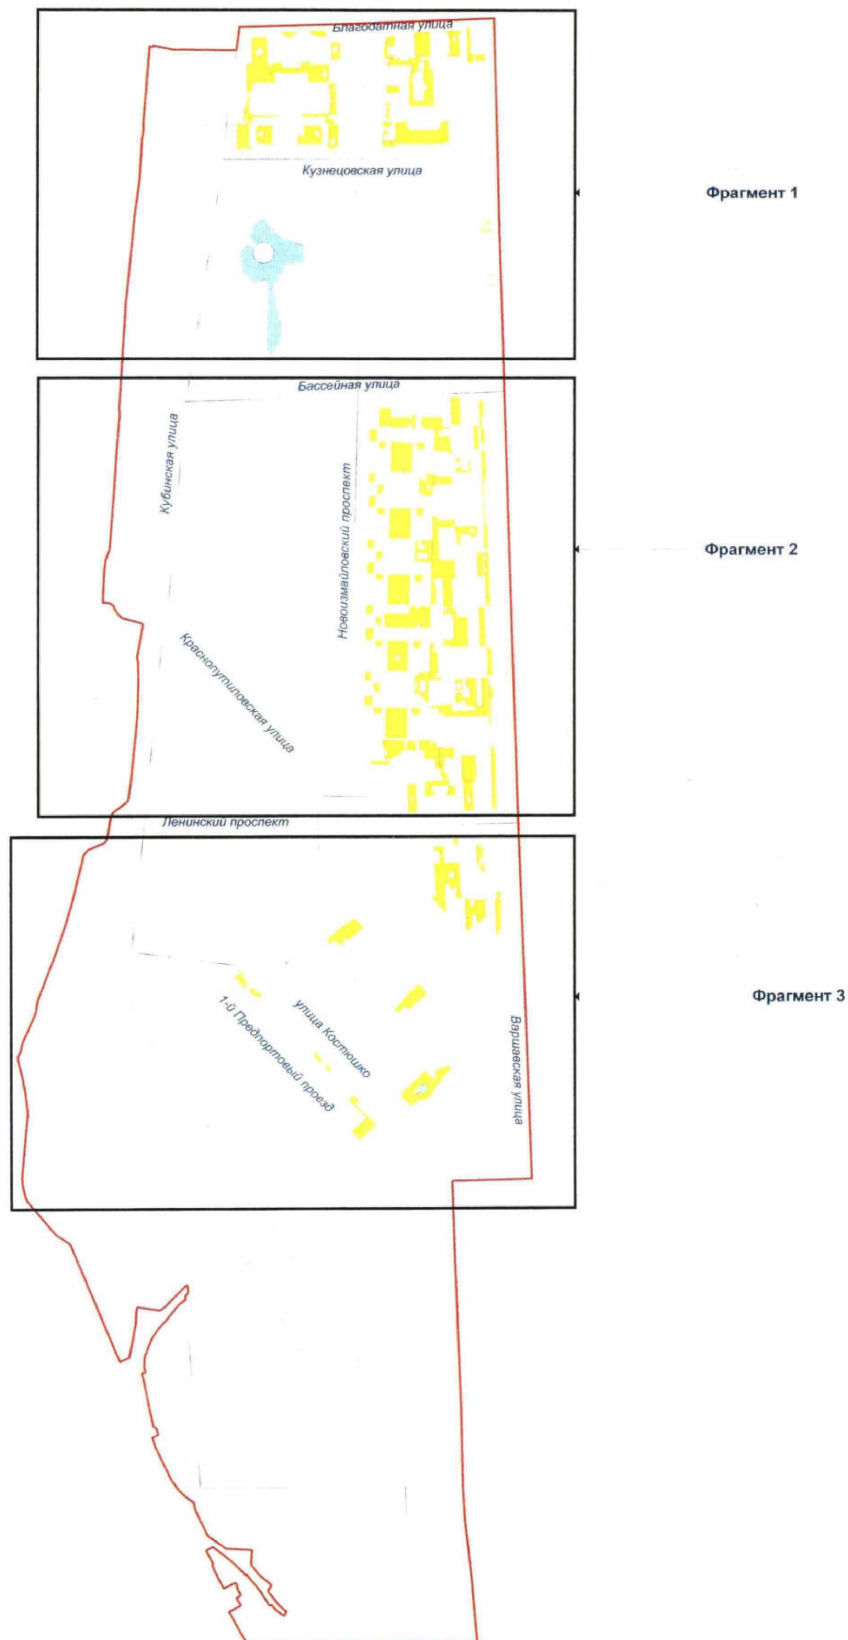 Благодатная улица
Кузнецовская улица
Фрагмент 1
Бассейная улица
Кубинская улица
Новоизмайловский проспект
Фрагмент 2
Краснопутиловская улица
Ленинский проспект
Фрагмент 3
улица Костюшко
1-й Предпортовый проезд
Варшавская улица